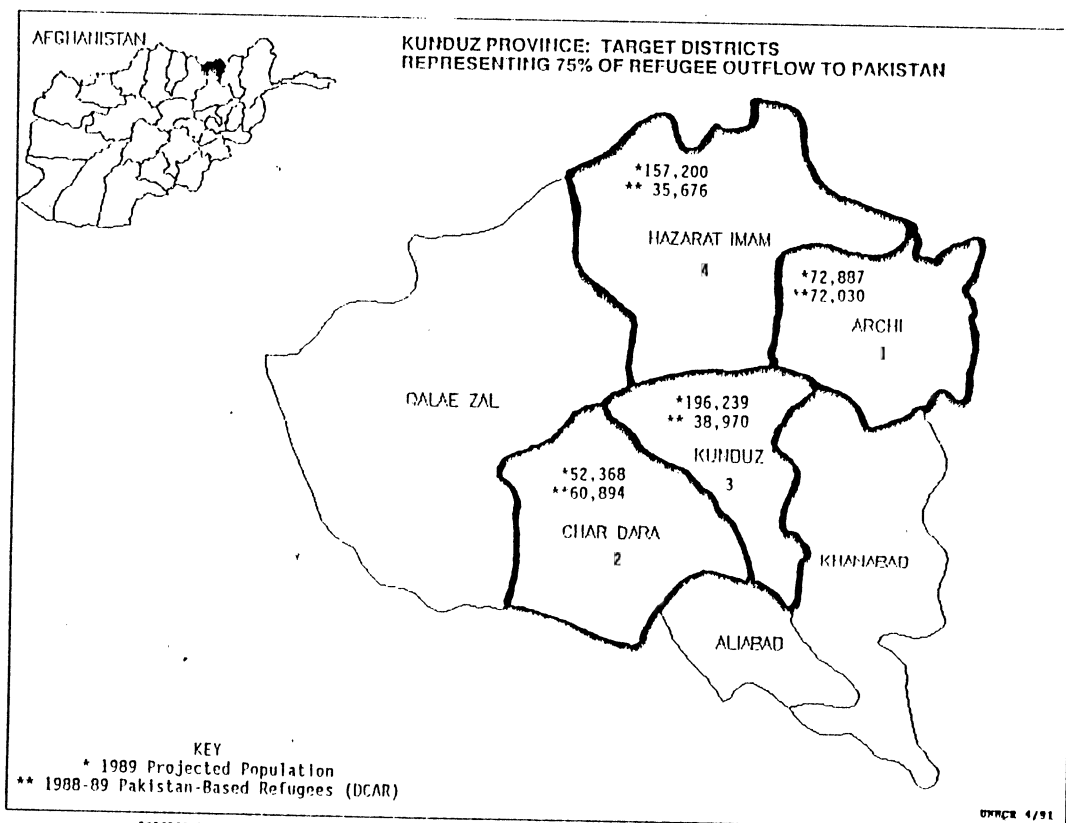 AFGHANISTAN
KUNDUZ PROVINCE: TARGET DISTRICTS
REPRESENTING 75% OF REFUGEE OUTFLOW TO PAKISTAN
*157,200
** 35,676
HAZARAT IMAM
4
*72,887
**72,030
ARCHI
1
QALAE ZAL
*196,239
** 38,970
KUNDUZ
3
*52,368
**60,894
CHAR DARA
2
KHANABAD
ALIABAD
KEY
* 1989 Projected Population
** 1988-89 Pakistan-Based Refugees (DCAR)
UNHCR 4/91